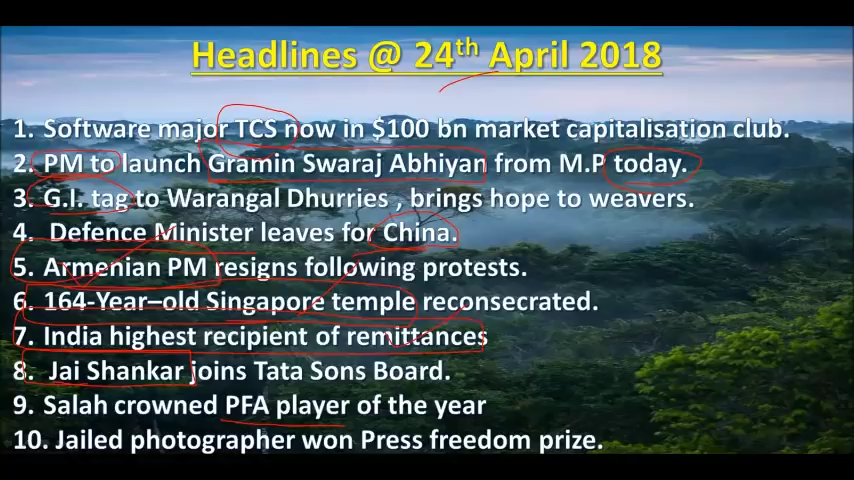 Headlines @ 24th April 2018
1. Software major TCS now in $100 bn market capitalisation club.
2. PM to launch Gramin Swaraj Abhiyan from M.P today.
3. G.I. tag to Warangal Dhurries , brings hope to weavers.
4. Defence Minister leaves for China.
5. Armenian PM resigns following protests.
6. 164-Year–old Singapore temple reconsecrated.
7. India highest recipient of remittances
8. Jai Shankar joins Tata Sons Board.
9. Salah crowned PFA player of the year
10. Jailed photographer won Press freedom prize.